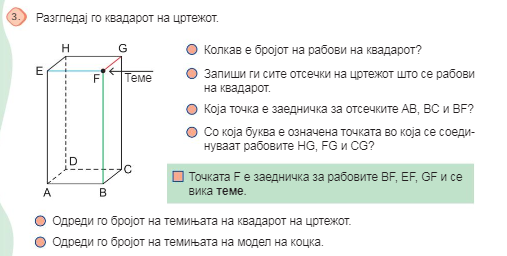 3. Разгледај го квадарот на цртежот.
H G
E F Теме
D C
A B
Колкав е бројот на рабови на квадарот?
Запиши ги сите отсечки на цртежот што се рабови
на квадарот.
Која точка е заедничка за отсечките AB, BC и BF?
Со која буква е означена точката во која се соеди-
нуваат рабовите HG, FG и CG?
Точката F е заедничка за рабовите BF, EF, GF и се
вика теме.
Одреди го бројот на темињата на квадарот на цртежот.
Одреди го бројот на темињата на модел на коцка.